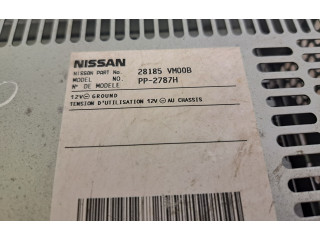 NISSAN
NISSAN PART No. 28185 VM00B
MODEL NO. PP-2787H
Nº DE MODELE
12V⊖GROUND
TENSION D'UTILISATION 12V⊖AU CHASSIS